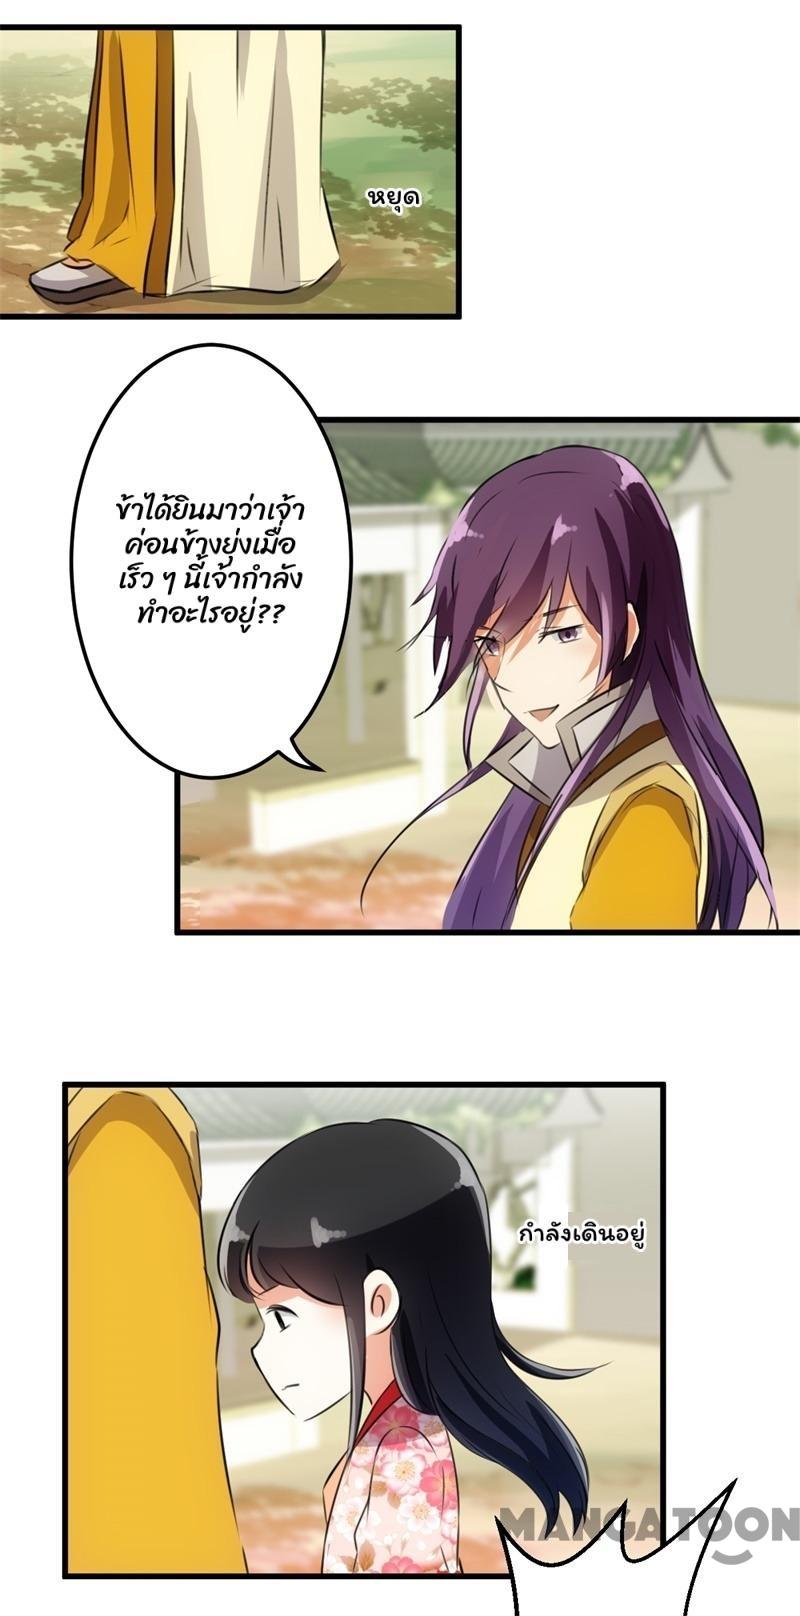 หยุด
ข้าได้ยินมาว่าเจ้า
ค่อนข้างยุ่งเมื่อ
เร็ว ๆ นี้เจ้ากำลัง
ทำอะไรอยู่??
กำลังเดินอยู่
MANGATOON